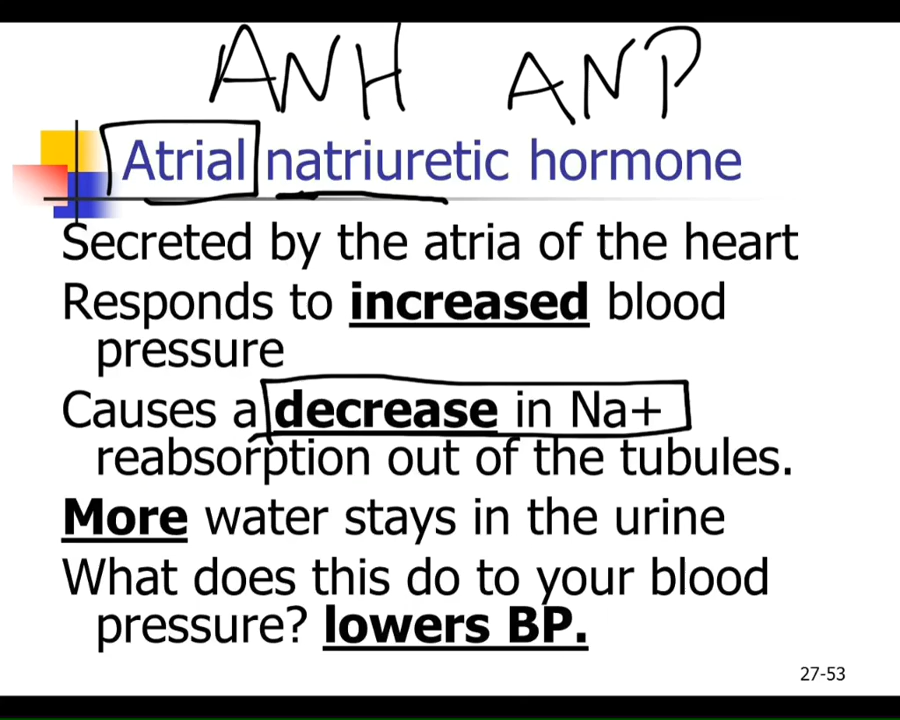 ANH ANP
Atrial natriuretic hormone
Secreted by the atria of the heart
Responds to increased blood
pressure
Causes a decrease in Na+
reabsorption out of the tubules.
More water stays in the urine
What does this do to your blood
pressure? lowers BP.
27-53